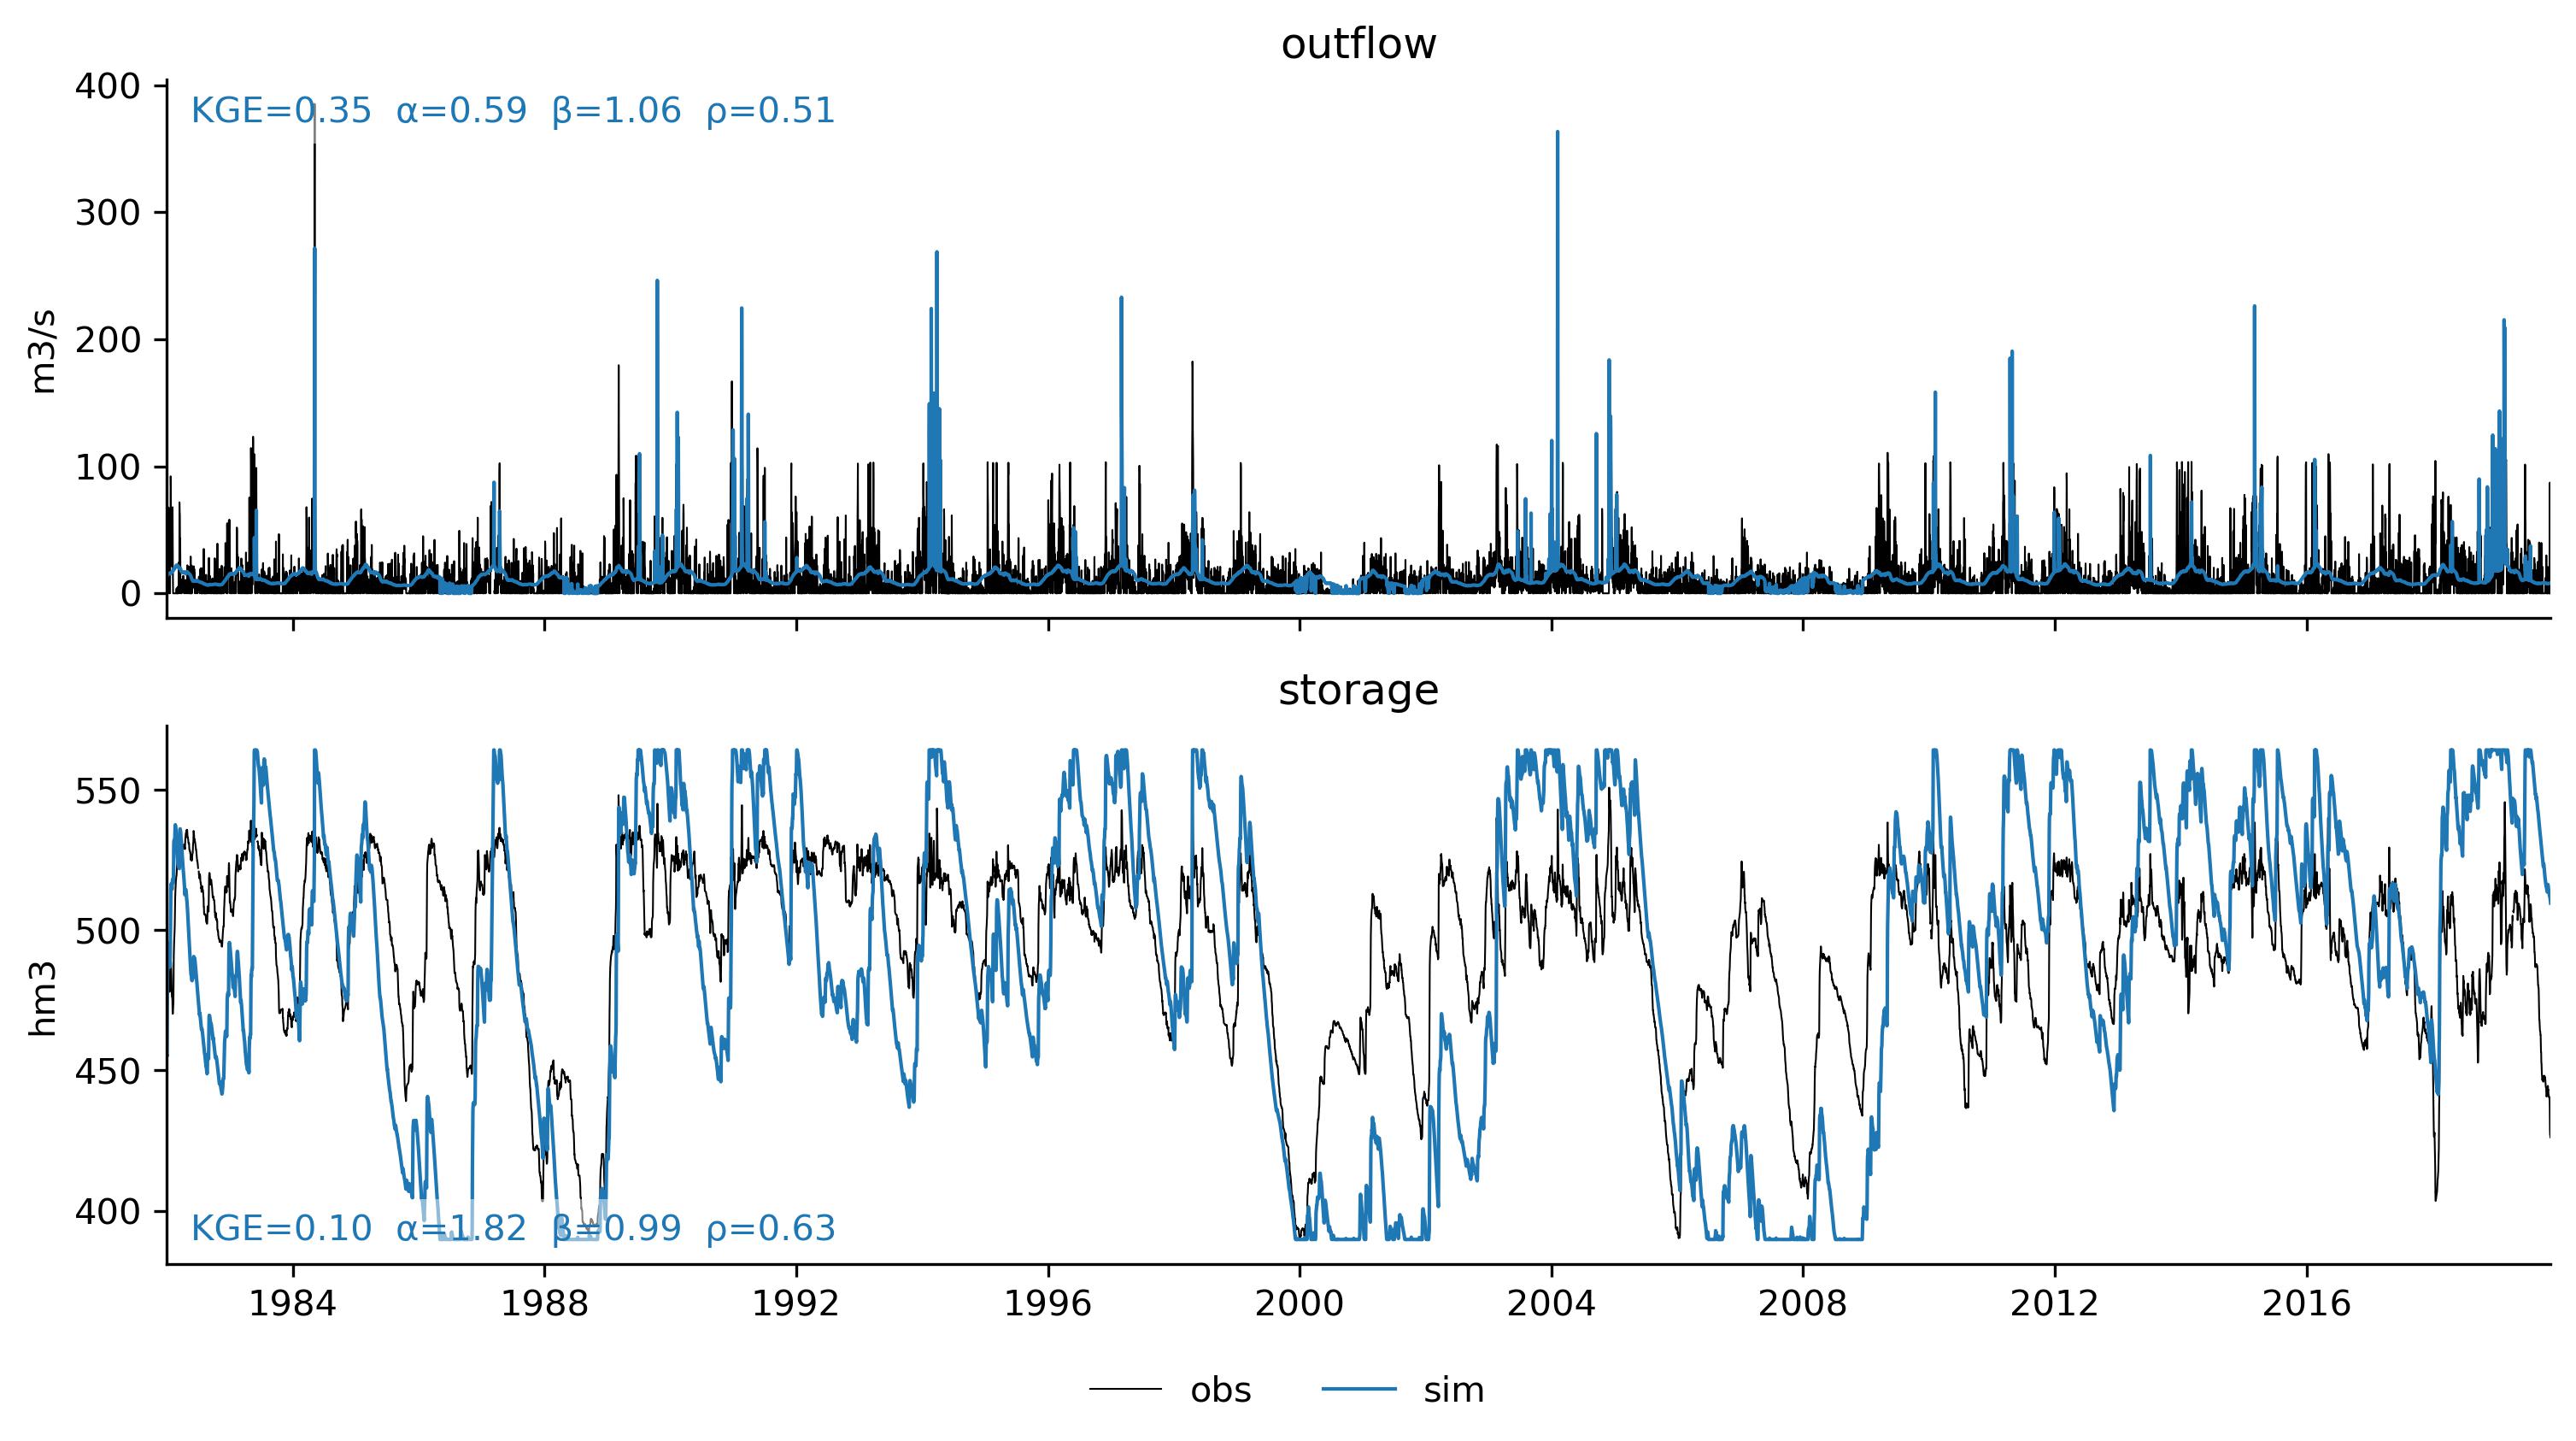 outflow
400
300
200
100
0
m3/s
KGE=0.35 α=0.59 β=1.06 ρ=0.51
storage
550
500
450
400
hm3
KGE=0.10 α=1.82 β=0.99 ρ=0.63
1984 1988 1992 1996 2000 2004 2008 2012 2016
obs sim